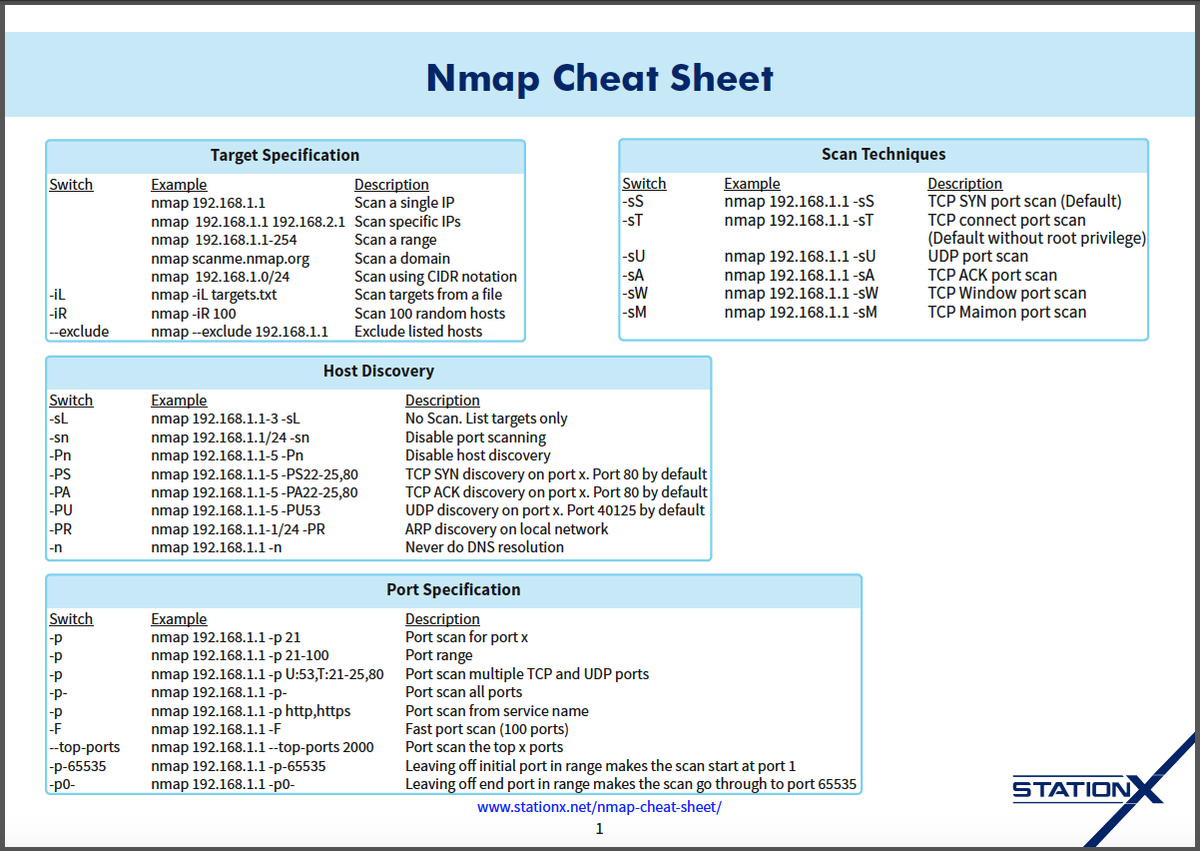 Nmap Cheat Sheet
Target Specification
Switch Example Description
nmap 192.168.1.1 Scan a single IP
nmap 192.168.1.1 192.168.2.1 Scan specific IPs
nmap 192.168.1.1-254 Scan a range
nmap scanme.nmap.org Scan a domain
nmap 192.168.1.0/24 Scan using CIDR notation
-iL nmap -iL targets.txt Scan targets from a file
-iR nmap -iR 100 Scan 100 random hosts
--exclude nmap --exclude 192.168.1.1 Exclude listed hosts
Scan Techniques
Switch Example Description
-sS nmap 192.168.1.1 -sS TCP SYN port scan (Default)
-sT nmap 192.168.1.1 -sT TCP connect port scan
(Default without root privilege)
-sU nmap 192.168.1.1 -sU UDP port scan
-sA nmap 192.168.1.1 -sA TCP ACK port scan
-sW nmap 192.168.1.1 -sW TCP Window port scan
-sM nmap 192.168.1.1 -sM TCP Maimon port scan
Host Discovery
Switch Example Description
-sL nmap 192.168.1.1-3 -sL No Scan. List targets only
-sn nmap 192.168.1.1/24 -sn Disable port scanning
-Pn nmap 192.168.1.1-5 -Pn Disable host discovery
-PS nmap 192.168.1.1-5 -PS22-25,80 TCP SYN discovery on port x. Port 80 by default
-PA nmap 192.168.1.1-5 -PA22-25,80 TCP ACK discovery on port x. Port 80 by default
-PU nmap 192.168.1.1-5 -PU53 UDP discovery on port x. Port 40125 by default
-PR nmap 192.168.1.1-1/24 -PR ARP discovery on local network
-n nmap 192.168.1.1 -n Never do DNS resolution
Port Specification
Switch Example Description
-p nmap 192.168.1.1 -p 21 Port scan for port x
-p nmap 192.168.1.1 -p 21-100 Port range
-p nmap 192.168.1.1 -p U:53,T:21-25,80 Port scan multiple TCP and UDP ports
-p- nmap 192.168.1.1 -p- Port scan all ports
-p nmap 192.168.1.1 -p http,https Port scan from service name
-F nmap 192.168.1.1 -F Fast port scan (100 ports)
--top-ports nmap 192.168.1.1 --top-ports 2000 Port scan the top x ports
-p-65535 nmap 192.168.1.1 -p-65535 Leaving off initial port in range makes the scan start at port 1
-p0- nmap 192.168.1.1 -p0- Leaving off end port in range makes the scan go through to port 65535
www.stationx.net/nmap-cheat-sheet/
1
STATIONX